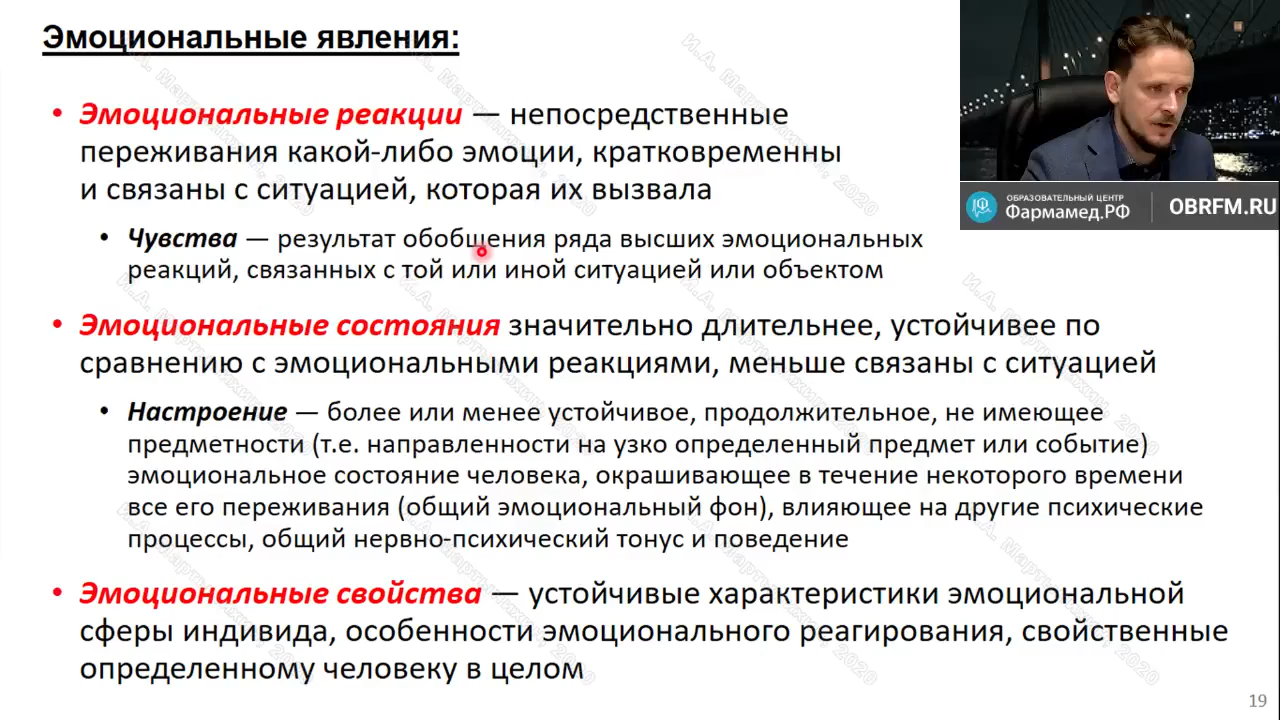 Эмоциональные явления:
• Эмоциональные реакции — непосредственные
переживания какой-либо эмоции, кратковременны
и связаны с ситуацией, которая их вызвала
• Чувства — результат обобщения ряда высших эмоциональных
реакций, связанных с той или иной ситуацией или объектом
• Эмоциональные состояния значительно длительнее, устойчивее по
сравнению с эмоциональными реакциями, меньше связаны с ситуацией
• Настроение — более или менее устойчивое, продолжительное, не имеющее
предметности (т.е. направленности на узко определенный предмет или событие)
эмоциональное состояние человека, окрашивающее в течение некоторого времени
все его переживания (общий эмоциональный фон), влияющее на другие психические
процессы, общий нервно-психический тонус и поведение
• Эмоциональные свойства — устойчивые характеристики эмоциональной
сферы индивида, особенности эмоционального реагирования, свойственные
определенному человеку в целом
ОБРАЗОВАТЕЛЬНЫЙ ЦЕНТР
Фармамед.РФ
OBRFM.RU
И.А. Мартынихин, 2020
19